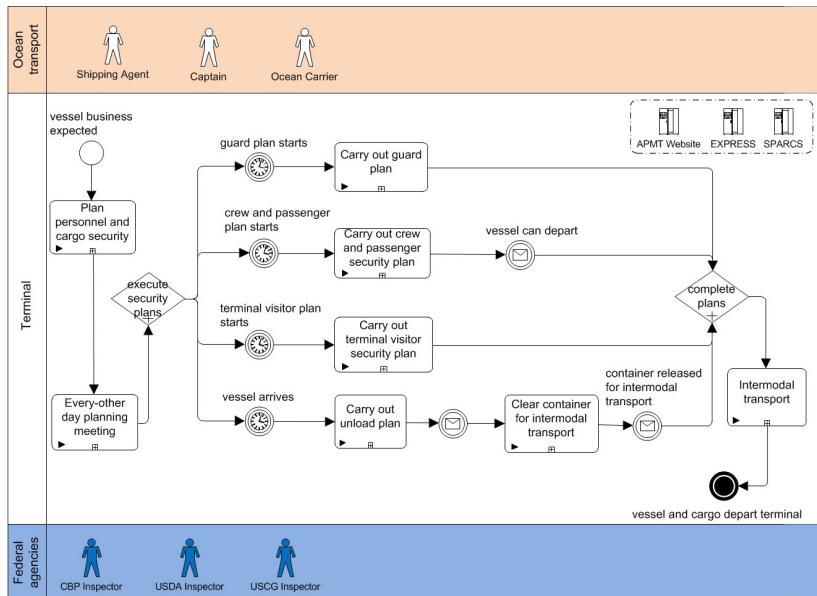 Ocean
transport
Shipping Agent
Captain
Ocean Carrier
Terminal
vessel business
expected
Plan
personnel and
cargo security
Every-other
day planning
meeting
execute
security
plans
guard plan starts
Carry out guard
plan
crew and passenger
plan starts
Carry out crew
and passenger
security plan
vessel can depart
terminal visitor plan
starts
Carry out
terminal visitor
security plan
vessel arrives
Carry out
unload plan
Clear container
for intermodal
transport
container released
for intermodal
transport
APMT Website
EXPRESS
SPARCS
complete
plans
Intermodal
transport
vessel and cargo depart terminal
Federal
agencies
CBP Inspector
USDA Inspector
USCG Inspector